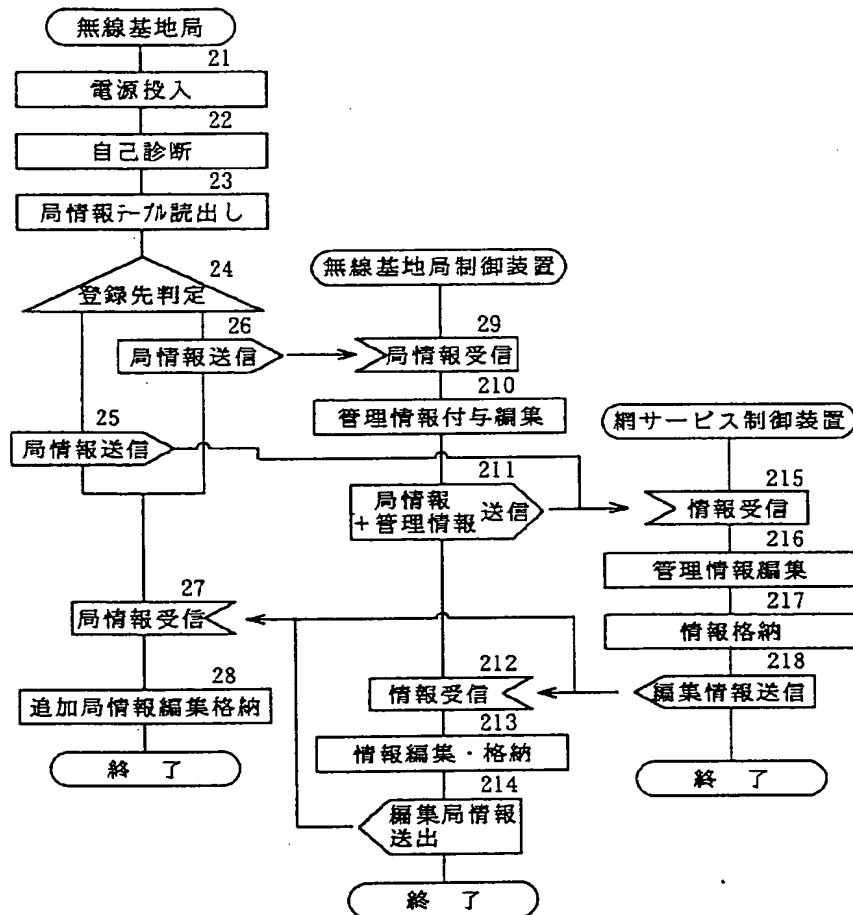 無線基地局
21
電源投入
22
自己診断
23
局情報テーブル読出し
24
登録先判定
26
局情報送信
25
局情報送信
27
局情報受信
28
追加局情報編集格納
終 了
無線基地局制御装置
29
局情報受信
210
管理情報付与編集
211
局情報
+管理情報 送信
212
情報受信
213
情報編集・格納
214
編集局情報
送出
終 了
網サービス制御装置
215
情報受信
216
管理情報編集
217
情報格納
218
編集情報送信
終 了